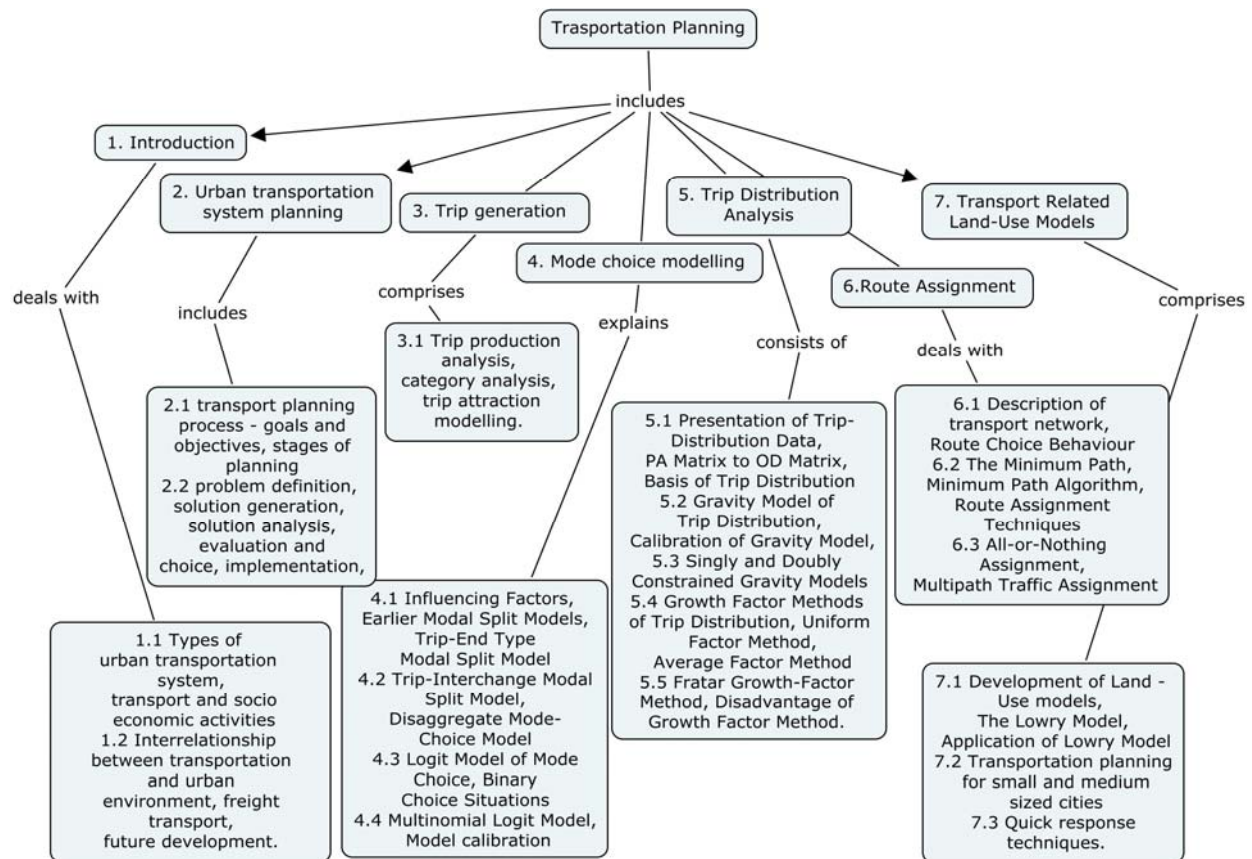 Trasportation Planning
includes
1. Introduction
2. Urban transportation
system planning
3. Trip generation
4. Mode choice modelling
5. Trip Distribution
Analysis
6.Route Assignment
7. Transport Related
Land-Use Models
deals with
includes
comprises
explains
consists of
deals with
comprises
1.1 Types of
urban transportation
system,
transport and socio
economic activities
1.2 Interrelationship
between transportation
and urban
environment, freight
transport,
future development.
2.1 transport planning
process - goals and
objectives, stages of
planning
2.2 problem definition,
solution generation,
solution analysis,
evaluation and
choice, implementation,
3.1 Trip production
analysis,
category analysis,
trip attraction
modelling.
4.1 Influencing Factors,
Earlier Modal Split Models,
Trip-End Type
Modal Split Model
4.2 Trip-Interchange Modal
Split Model,
Disaggregate Mode-
Choice Model
4.3 Logit Model of Mode
Choice, Binary
Choice Situations
4.4 Multinomial Logit Model,
Model calibration
5.1 Presentation of Trip-
Distribution Data,
PA Matrix to OD Matrix,
Basis of Trip Distribution
5.2 Gravity Model of
Trip Distribution,
Calibration of Gravity Model,
5.3 Singly and Doubly
Constrained Gravity Models
5.4 Growth Factor Methods
of Trip Distribution, Uniform
Factor Method,
Average Factor Method
5.5 Fratar Growth-Factor
Method, Disadvantage of
Growth Factor Method.
6.1 Description of
transport network,
Route Choice Behaviour
6.2 The Minimum Path,
Minimum Path Algorithm,
Route Assignment
Techniques
6.3 All-or-Nothing
Assignment,
Multipath Traffic Assignment
7.1 Development of Land -
Use models,
The Lowry Model,
Application of Lowry Model
7.2 Transportation planning
for small and medium
sized cities
7.3 Quick response
techniques.